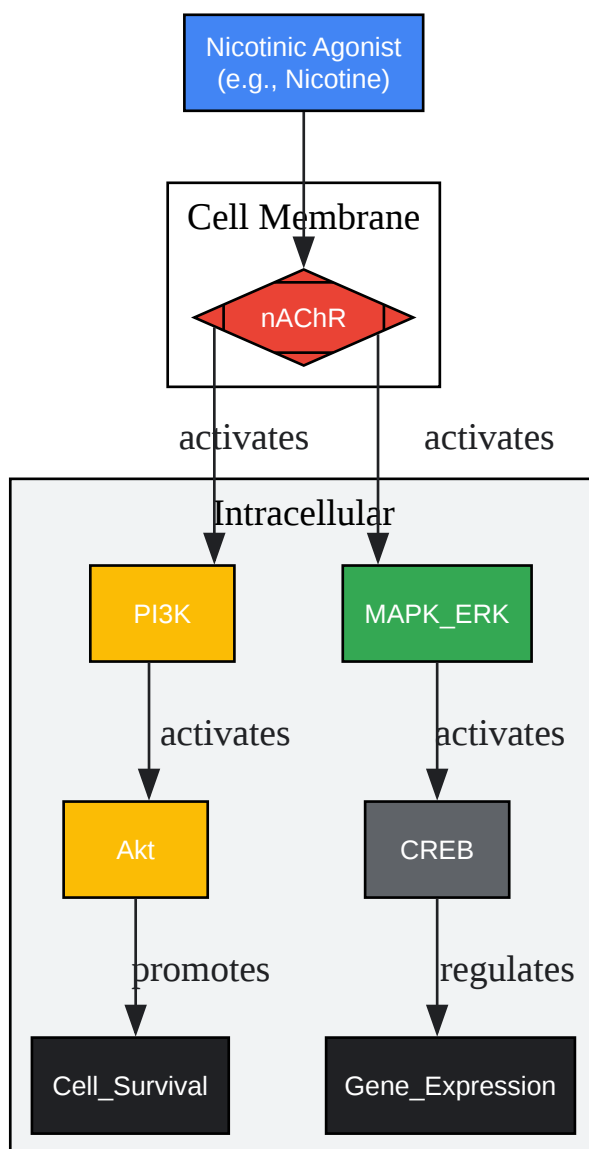 Nicotinic Agonist
(e.g., Nicotine)
Cell Membrane
nAChR
activates
activates
Intracellular
PI3K
MAPK_ERK
activates
activates
Akt
CREB
promotes
regulates
Cell_Survival
Gene_Expression